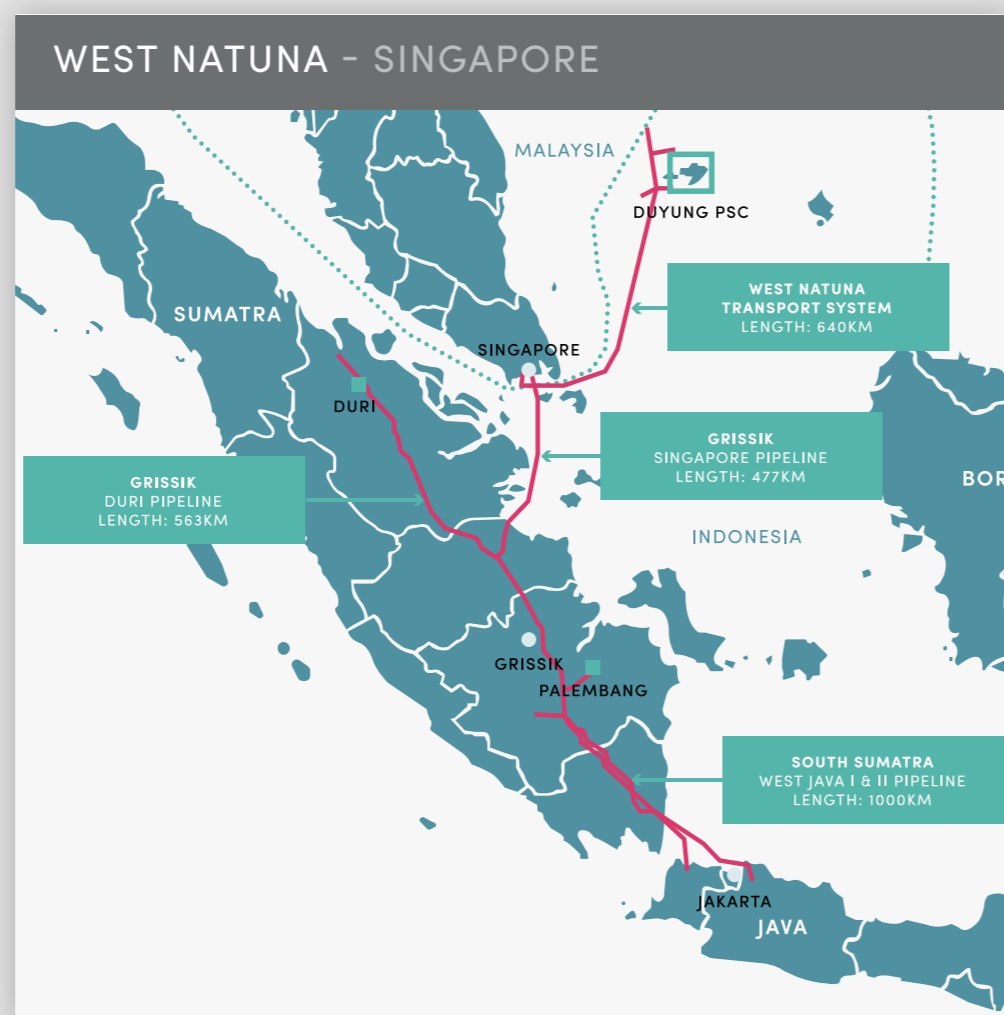 WEST NATUNA - SINGAPORE
MALAYSIA
DUYUNG PSC
WEST NATUNA
TRANSPORT SYSTEM
LENGTH: 640KM
SUMATRA
SINGAPORE
DURI
GRISSIK
SINGAPORE PIPELINE
LENGTH: 477KM
GRISSIK
DURI PIPELINE
LENGTH: 563KM
BOR
INDONESIA
GRISSIK
PALEMBANG
SOUTH SUMATRA
WEST JAVA I & II PIPELINE
LENGTH: 1000KM
JAKARTA
JAVA